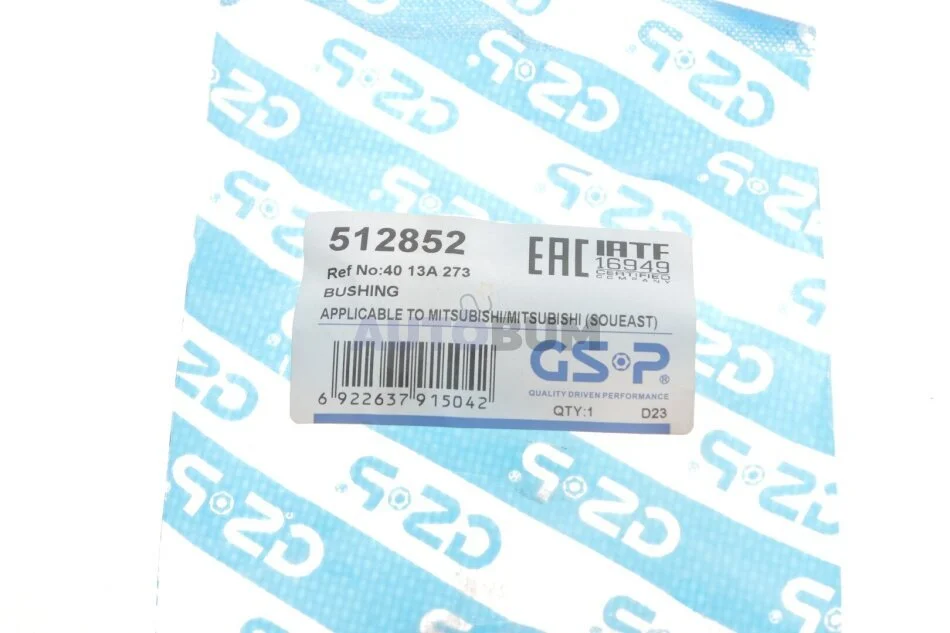 512852
EAC IATF
16949
CERTIFIED
COMPANY
Ref No:40 13A 273
BUSHING
APPLICABLE TO MITSUBISHI/MITSUBISHI (SOUEAST)
AUTOBUM
GS•P®
QUALITY DRIVEN PERFORMANCE
6 922637 915042
QTY:1 D23